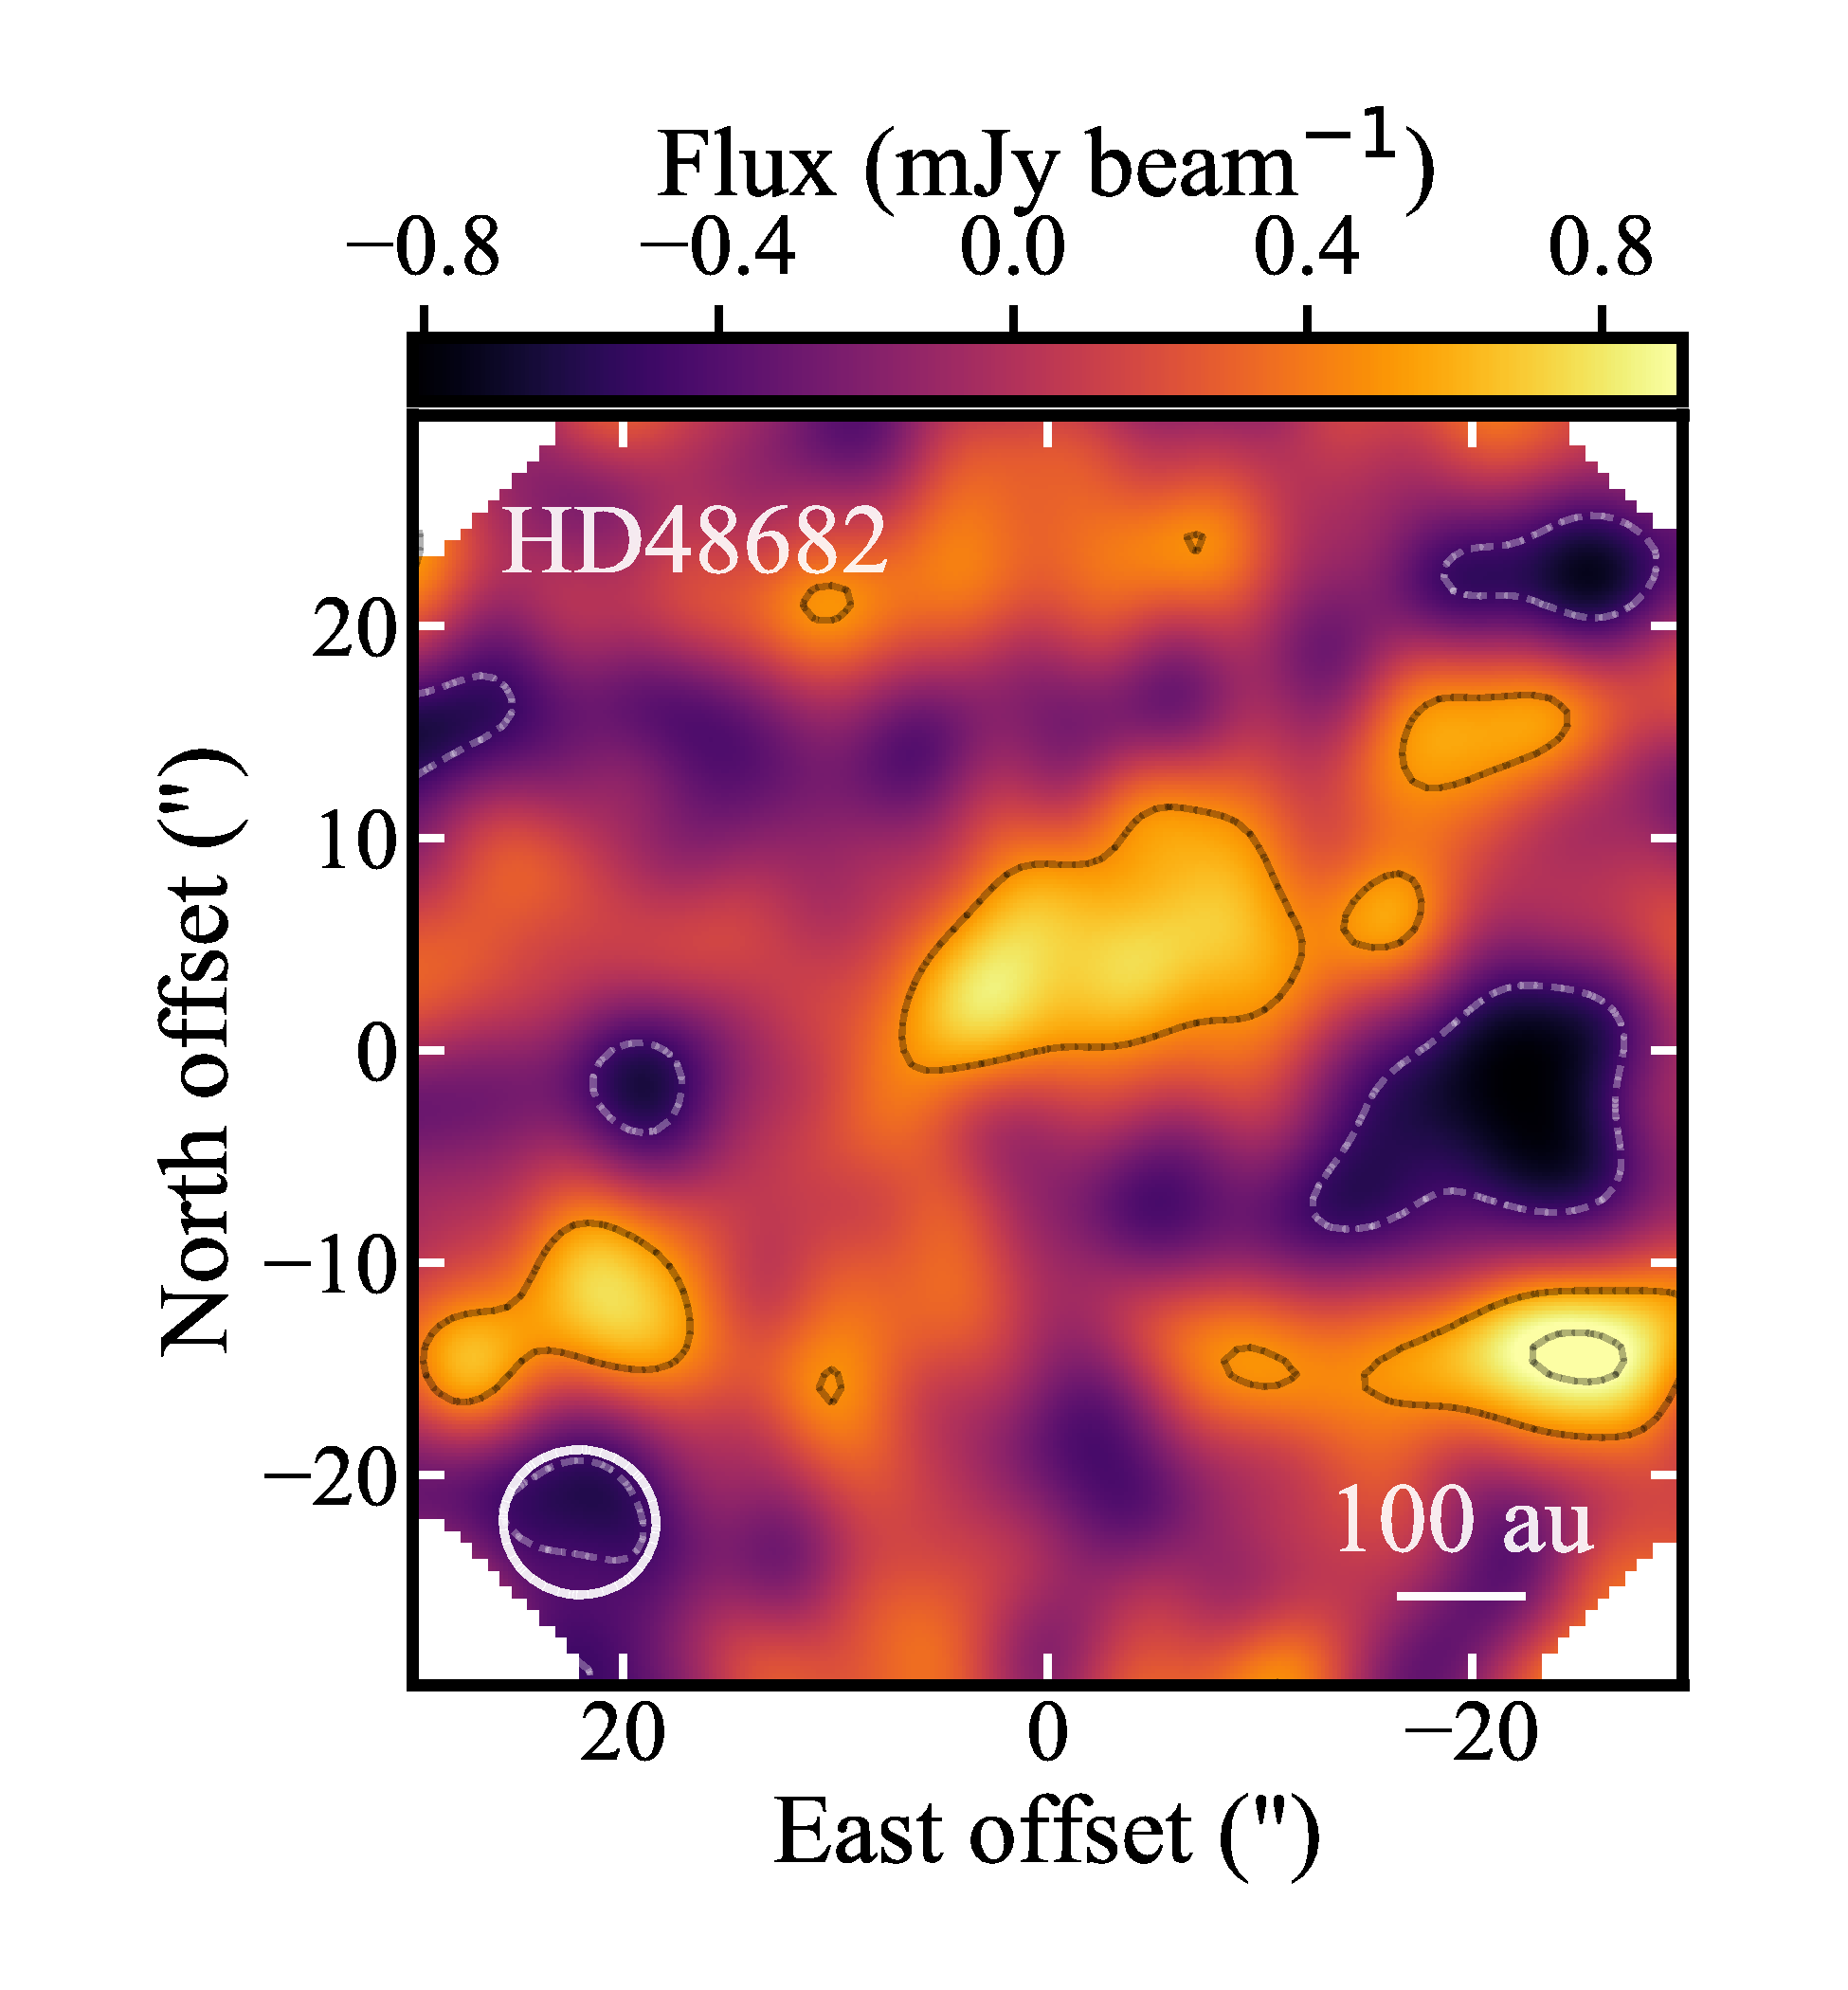 Flux (mJy beam⁻¹)
−0.8 −0.4 0.0 0.4 0.8
HD48682
20
10
0
−10
−20
North offset (")
100 au
20 0 −20
East offset (")